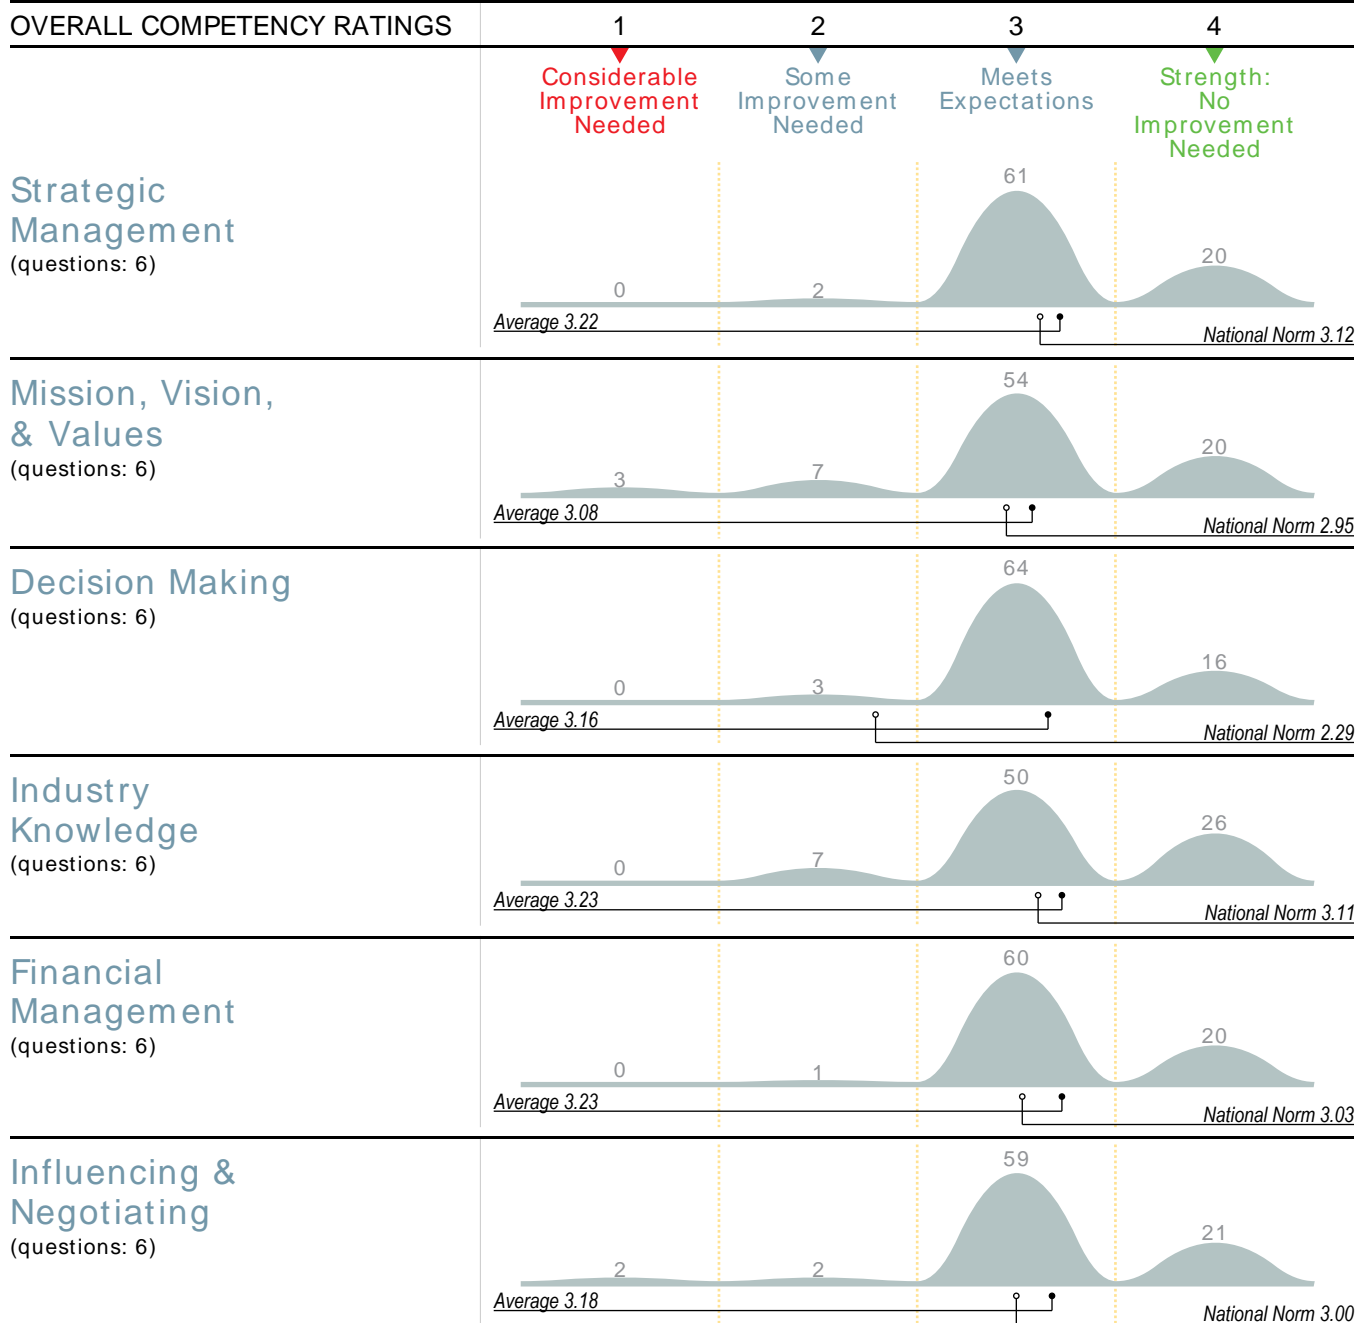 OVERALL COMPETENCY RATINGS 1 2 3 4
Considerable
Improvement
Needed
Some
Improvement
Needed
Meets
Expectations
Strength:
No
Improvement
Needed
Strategic
Management
(questions: 6)
0 2 61 20
Average 3.22
National Norm 3.12
Mission, Vision,
& Values
(questions: 6)
3 7 54 20
Average 3.08
National Norm 2.95
Decision Making
(questions: 6)
0 3 64 16
Average 3.16
National Norm 2.29
Industry
Knowledge
(questions: 6)
0 7 50 26
Average 3.23
National Norm 3.11
Financial
Management
(questions: 6)
0 1 60 20
Average 3.23
National Norm 3.03
Influencing &
Negotiating
(questions: 6)
2 2 59 21
Average 3.18
National Norm 3.00